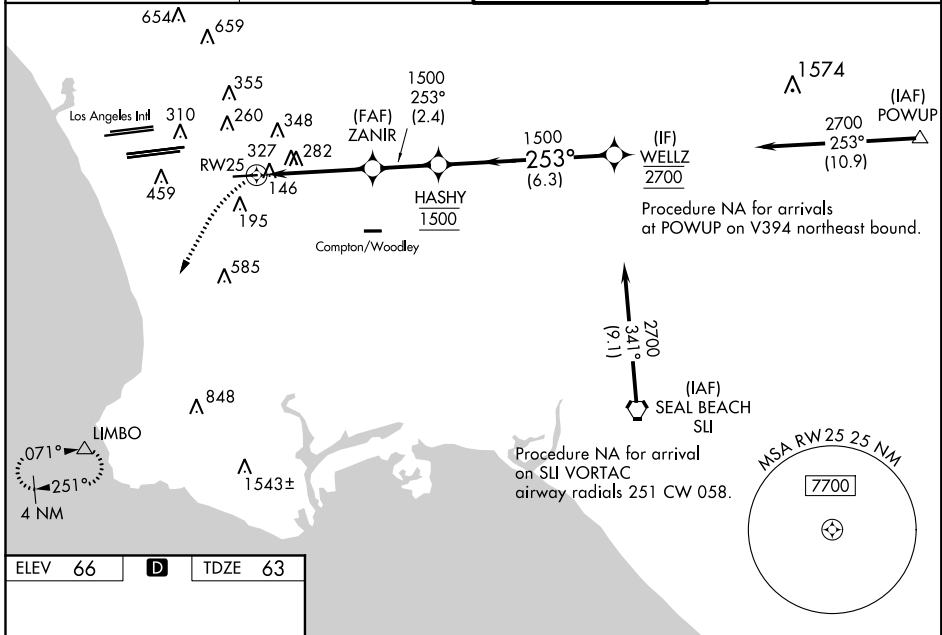 654
659
355
260
310
Los Angeles Intl
348
327
282
RW25
146
459
195
585
848
1543±
(FAF)
ZANIR
1500
253°
(2.4)
HASHY
1500
Compton/Woodley
1500
253°
(6.3)
(IF)
WELLZ
2700
1574
(IAF)
POWUP
2700
253°
(10.9)
Procedure NA for arrivals
at POWUP on V394 northeast bound.
2700
341°
(9.1)
(IAF)
SEAL BEACH
SLI
Procedure NA for arrival
on SLI VORTAC
airway radials 251 CW 058.
LIMBO
071°
251°
4 NM
MSA RW25 25 NM
7700
ELEV 66
D
TDZE 63